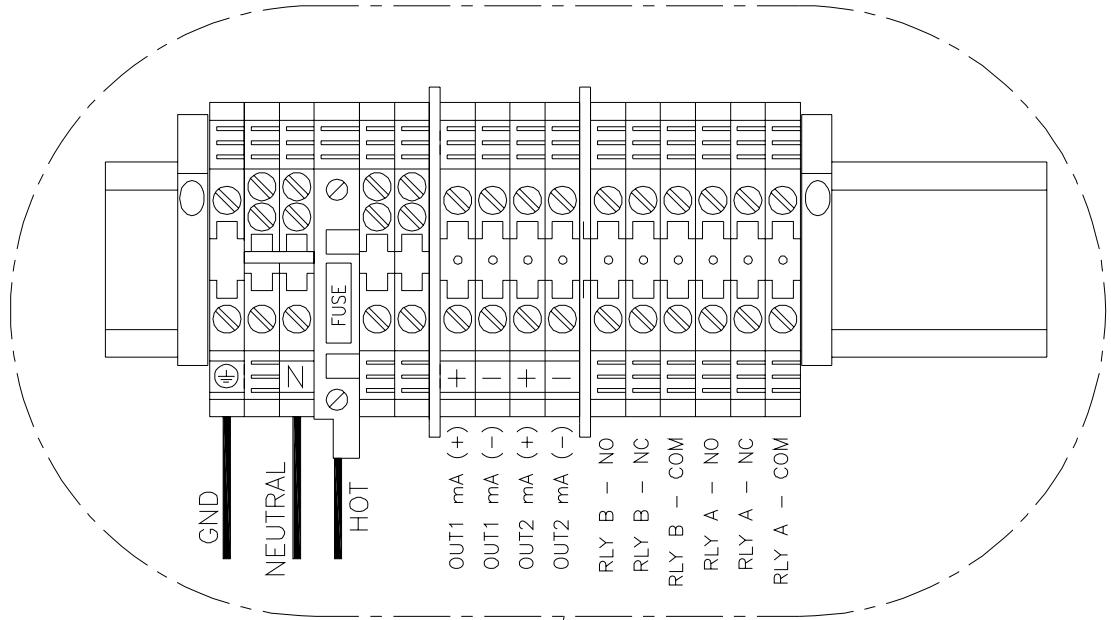 FUSE
+
−
+
−
N
GND
NEUTRAL
HOT
OUT1 mA (+)
OUT1 mA (−)
OUT2 mA (+)
OUT2 mA (−)
RLY B − NO
RLY B − NC
RLY B − COM
RLY A − NO
RLY A − NC
RLY A − COM